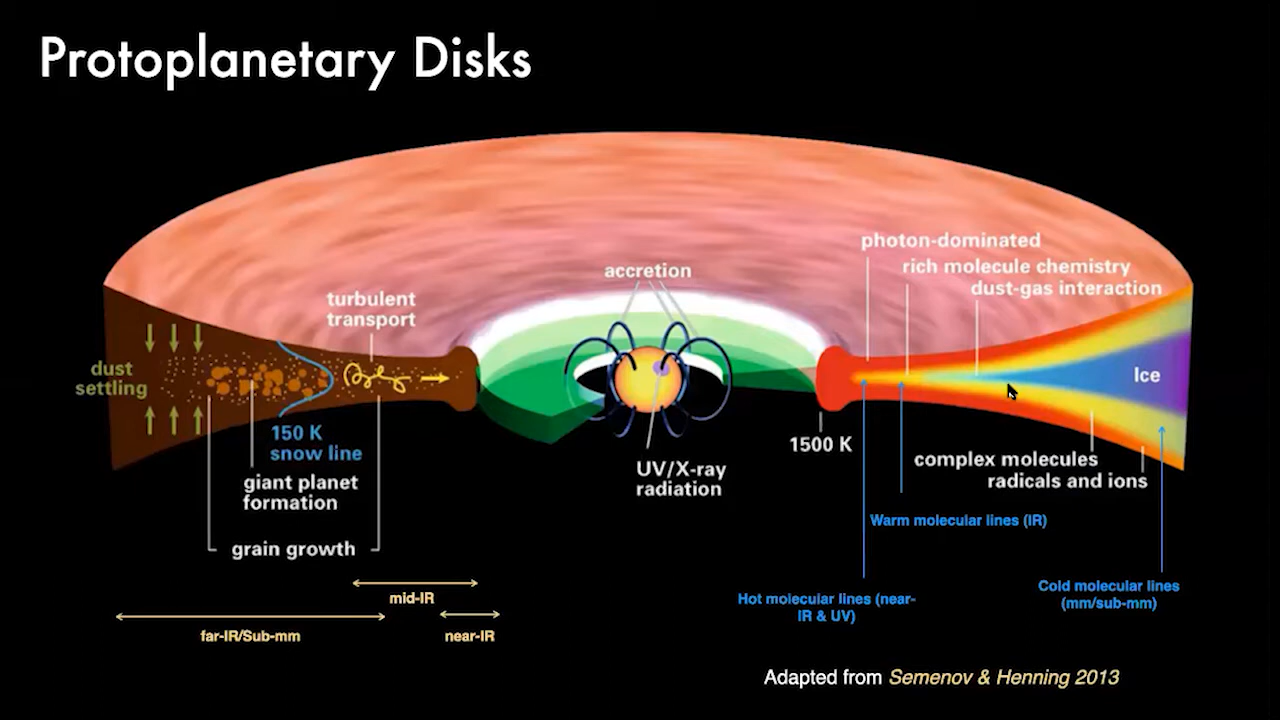 Protoplanetary Disks
photon-dominated
rich molecule chemistry
dust-gas interaction
accretion
turbulent
transport
dust
settling
Ice
150 K
snow line
1500 K
UV/X-ray
radiation
giant planet
formation
complex molecules
radicals and ions
grain growth
Warm molecular lines (IR)
mid-IR
far-IR/Sub-mm
near-IR
Hot molecular lines (near-
IR & UV)
Cold molecular lines
(mm/sub-mm)
Adapted from Semenov & Henning 2013